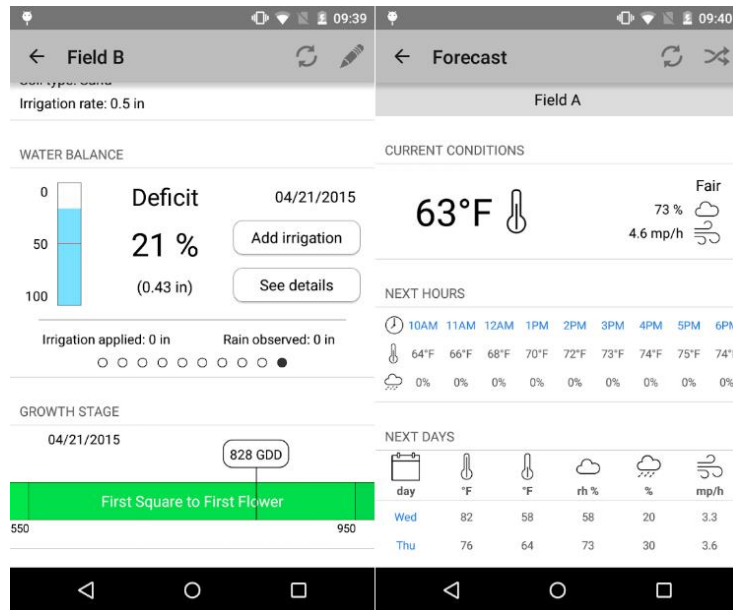 09:39
Field B
Soil type: Sand
Irrigation rate: 0.5 in
WATER BALANCE
0
50
100
Deficit
21 %
(0.43 in)
04/21/2015
Add irrigation
See details
Irrigation applied: 0 in Rain observed: 0 in
GROWTH STAGE
04/21/2015
828 GDD
First Square to First Flower
550 950
09:40
Forecast
Field A
CURRENT CONDITIONS
63°F
Fair
73 %
4.6 mp/h
NEXT HOURS
10AM 11AM 12AM 1PM 2PM 3PM 4PM 5PM 6PM
64°F 66°F 68°F 70°F 72°F 73°F 74°F 75°F 74°
0% 0% 0% 0% 0% 0% 0% 0% 0%
NEXT DAYS
day °F °F rh % % mp/h
Wed 82 58 58 20 3.3
Thu 76 64 73 30 3.6